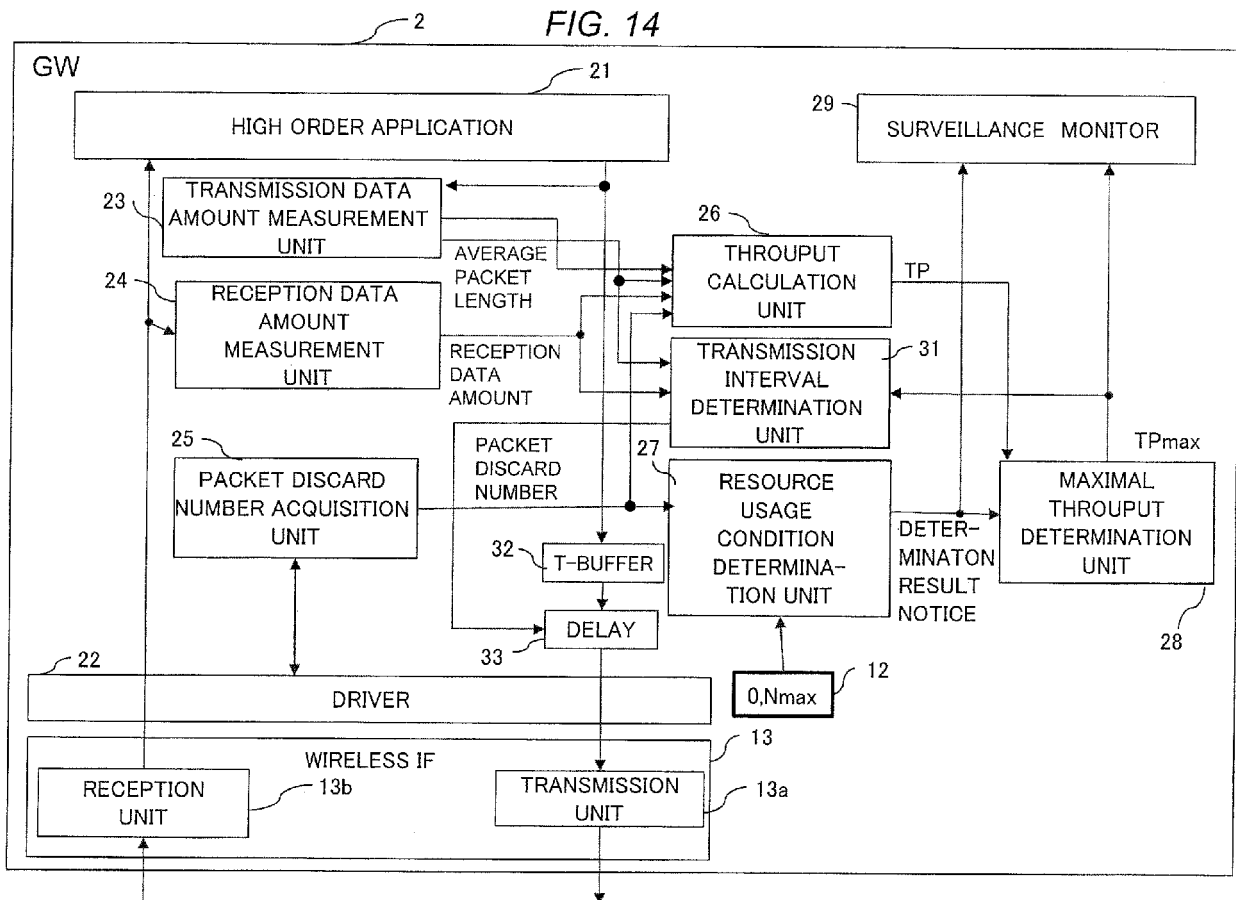 FIG. 14
2
GW
21
HIGH ORDER APPLICATION
29
SURVEILLANCE MONITOR
23
TRANSMISSION DATA
AMOUNT MEASUREMENT
UNIT
AVERAGE
PACKET
LENGTH
26
THROUPUT
CALCULATION
UNIT
TP
24
RECEPTION DATA
AMOUNT
MEASUREMENT
UNIT
RECEPTION
DATA
AMOUNT
31
TRANSMISSION
INTERVAL
DETERMINATION
UNIT
25
PACKET DISCARD
NUMBER ACQUISITION
UNIT
PACKET
DISCARD
NUMBER
27
RESOURCE
USAGE
CONDITION
DETERMINA-
TION UNIT
DETER-
MINATON
RESULT
NOTICE
TPmax
MAXIMAL
THROUPUT
DETERMINATION
UNIT
28
32
T-BUFFER
DELAY
33
22
DRIVER
0,Nmax
12
WIRELESS IF
13
RECEPTION
UNIT
13b
TRANSMISSION
UNIT
13a